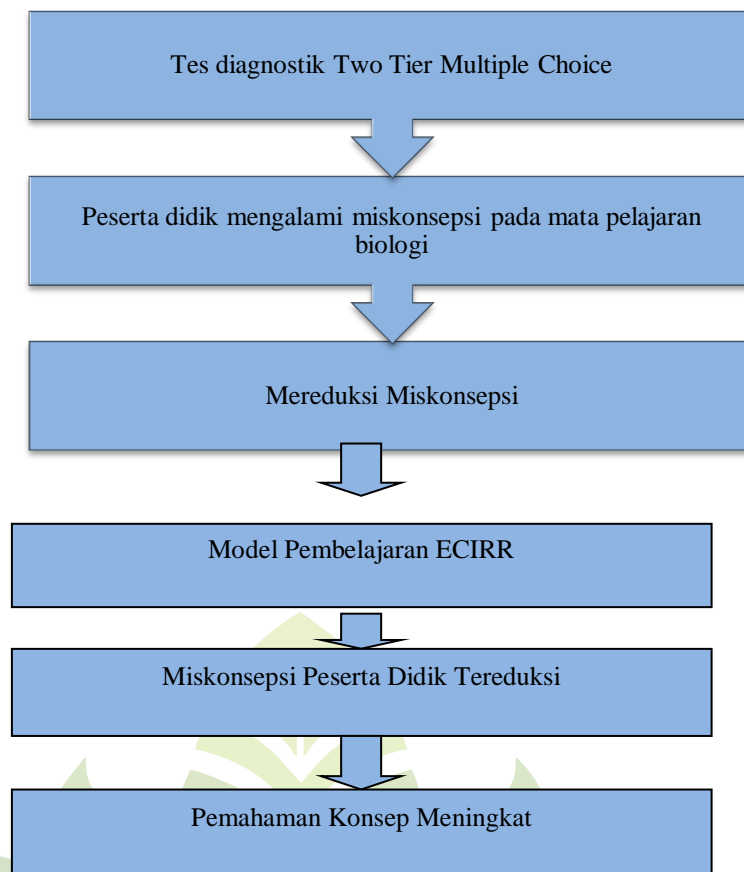 Tes diagnostik Two Tier Multiple Choice
Peserta didik mengalami miskonsepsi pada mata pelajaran
biologi
Mereduksi Miskonsepsi
Model Pembelajaran ECIRR
Miskonsepsi Peserta Didik Tereduksi
Pemahaman Konsep Meningkat